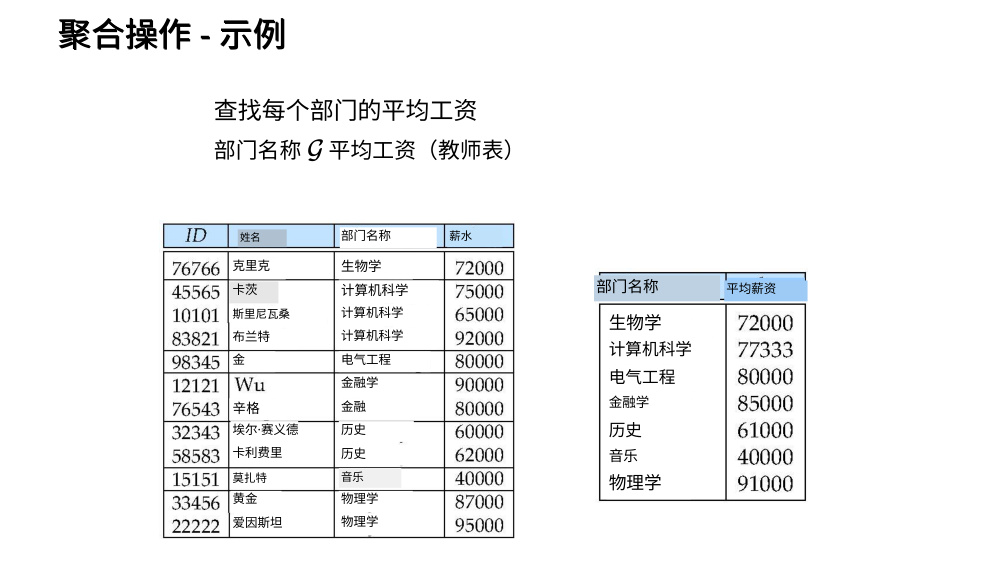 聚合操作 - 示例
查找每个部门的平均工资
部门名称 𝒢 平均工资（教师表）
ID 姓名 部门名称 薪水
76766 克里克 生物学 72000
45565 卡茨 计算机科学 75000
10101 斯里尼瓦桑 计算机科学 65000
83821 布兰特 计算机科学 92000
98345 金 电气工程 80000
12121 Wu 金融学 90000
76543 辛格 金融 80000
32343 埃尔·赛义德 历史 60000
58583 卡利费里 历史 62000
15151 莫扎特 音乐 40000
33456 黄金 物理学 87000
22222 爱因斯坦 物理学 95000
部门名称 平均薪资
生物学 72000
计算机科学 77333
电气工程 80000
金融学 85000
历史 61000
音乐 40000
物理学 91000